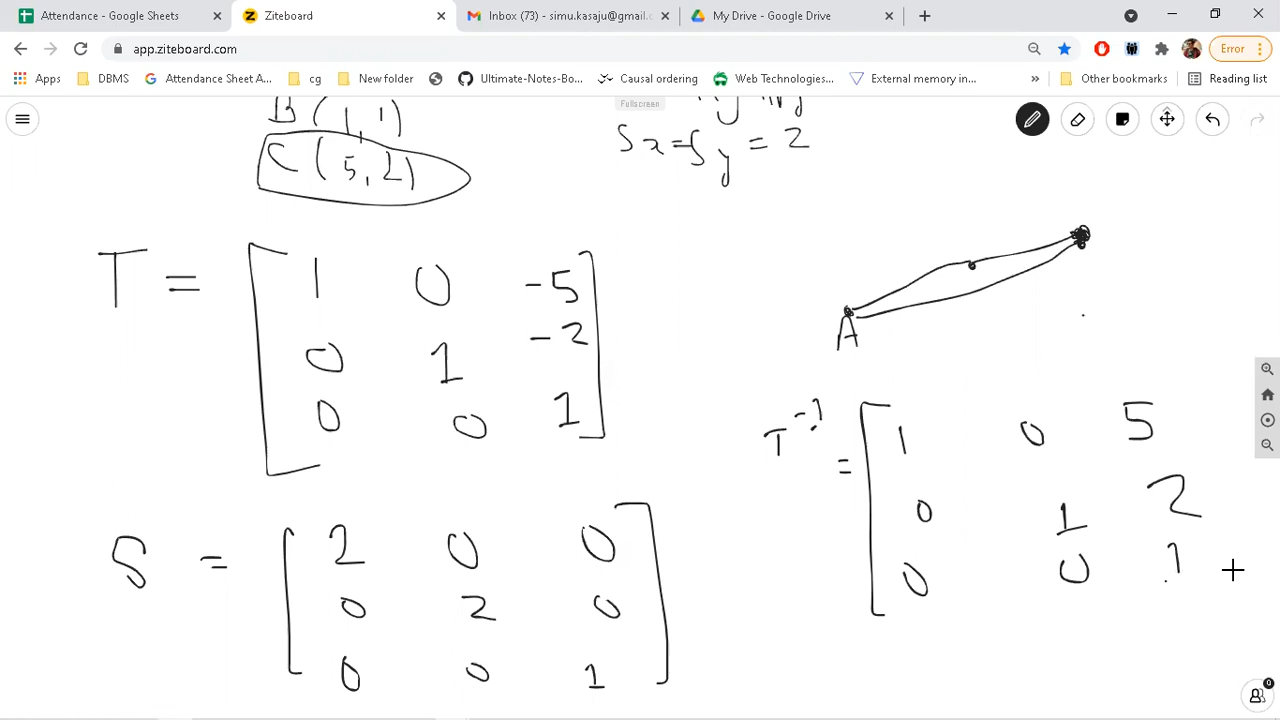 Attendance - Google Sheets
Ziteboard
Inbox (73) - simu.kasaju@gmail.c
My Drive - Google Drive
app.ziteboard.com
Error
Apps
DBMS
Attendance Sheet A...
cg
New folder
Ultimate-Notes-Bo...
Causal ordering
Web Technologies...
External memory in...
»
Other bookmarks
Reading list
Fullscreen
B (1, 1)
C (5, 2)
Sx = Sy = 2
T = [ 1 0 -5
0 1 -2
0 0 1 ]
A
T⁻¹ = [ 1 0 5
0 1 2
0 0 1
S = [ 2 0 0
0 2 0
0 0 1 ]
0